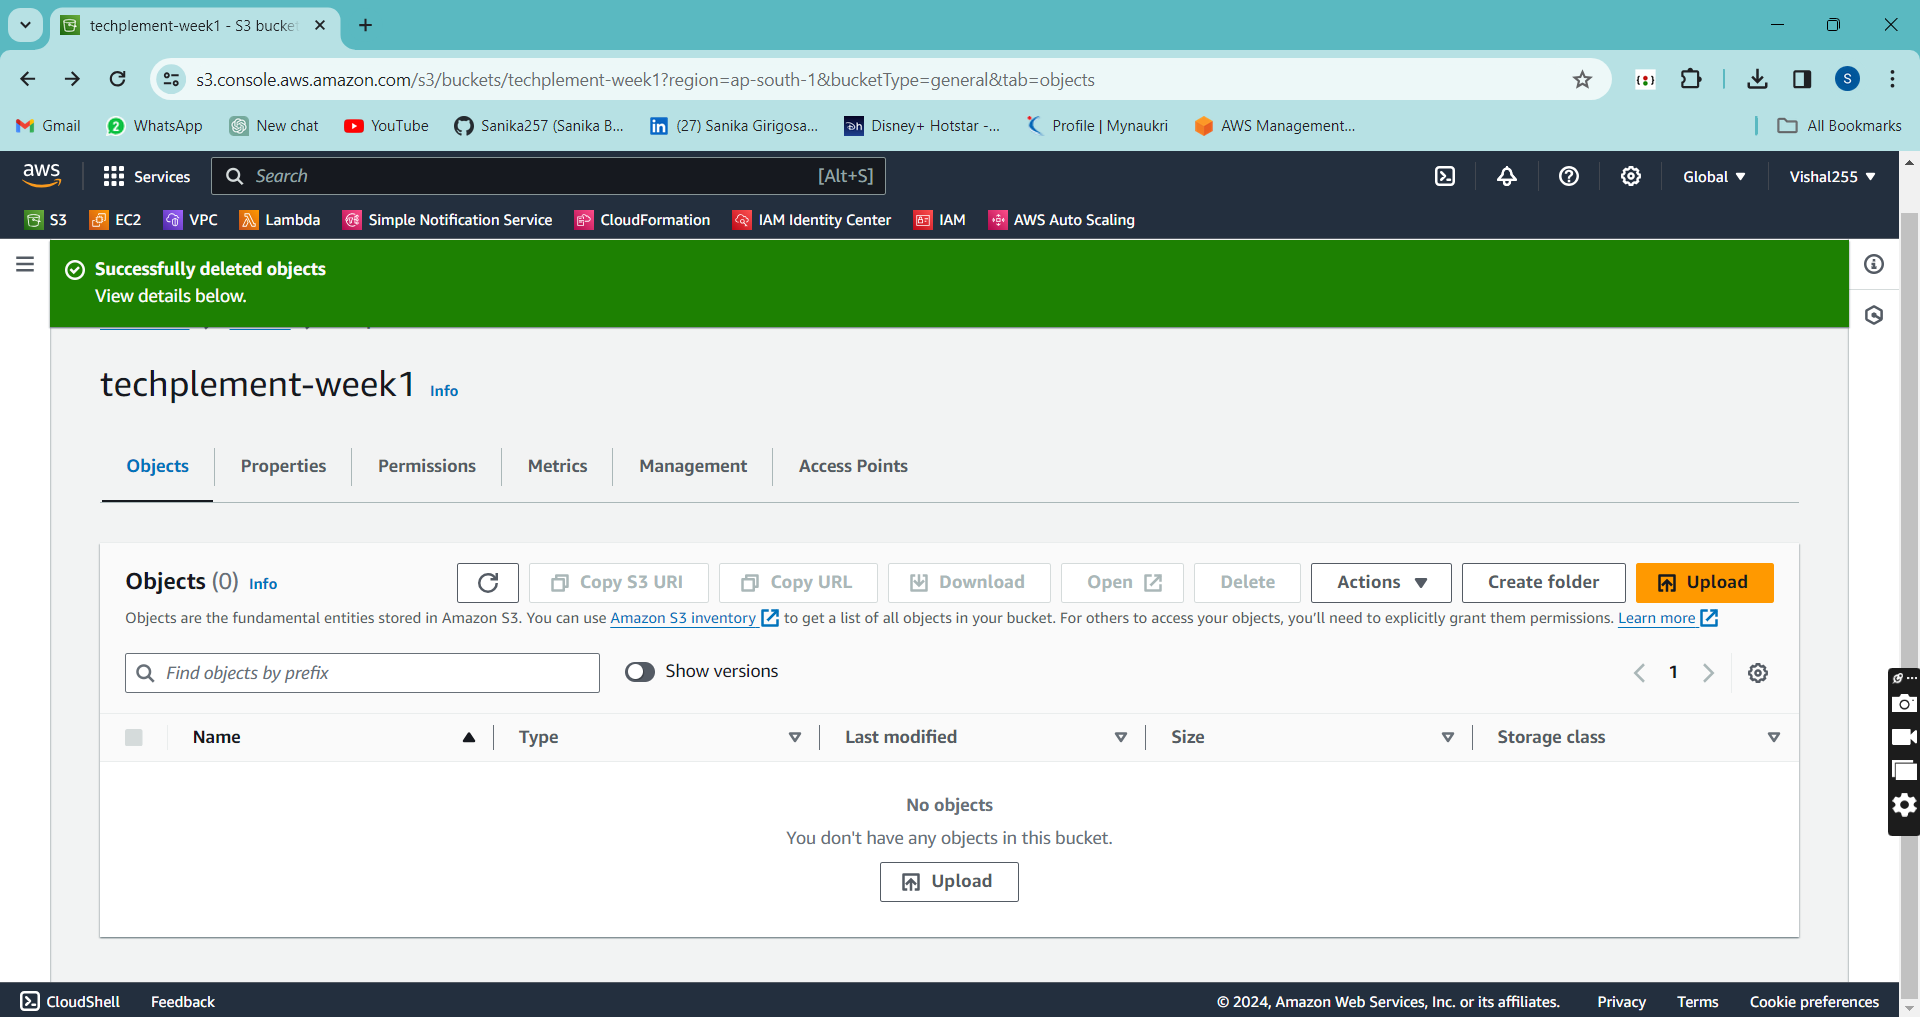 techplement-week1 - S3 bucket
s3.console.aws.amazon.com/s3/buckets/techplement-week1?region=ap-south-1&bucketType=general&tab=objects
S
Gmail
WhatsApp
New chat
YouTube
Sanika257 (Sanika B...
(27) Sanika Girigosa...
Disney+ Hotstar -...
Profile | Mynaukri
AWS Management...
All Bookmarks
aws
Services
Search
[Alt+S]
Global
Vishal255
S3
EC2
VPC
Lambda
Simple Notification Service
CloudFormation
IAM Identity Center
IAM
AWS Auto Scaling
Successfully deleted objects
View details below.
techplement-week1 Info
Objects
Properties
Permissions
Metrics
Management
Access Points
Objects (0) Info
Copy S3 URI
Copy URL
Download
Open
Delete
Actions
Create folder
Upload
Objects are the fundamental entities stored in Amazon S3. You can use Amazon S3 inventory to get a list of all objects in your bucket. For others to access your objects, you'll need to explicitly grant them permissions. Learn more
Find objects by prefix
Show versions
1
Name
Type
Last modified
Size
Storage class
No objects
You don't have any objects in this bucket.
Upload
CloudShell
Feedback
© 2024, Amazon Web Services, Inc. or its affiliates.
Privacy
Terms
Cookie preferences